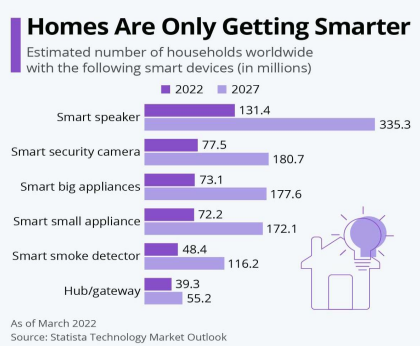 Homes Are Only Getting Smarter
Estimated number of households worldwide
with the following smart devices (in millions)
2022 2027
Smart speaker 131.4 335.3
Smart security camera 77.5 180.7
Smart big appliances 73.1 177.6
Smart small appliance 72.2 172.1
Smart smoke detector 48.4 116.2
Hub/gateway 39.3 55.2
As of March 2022
Source: Statista Technology Market Outlook